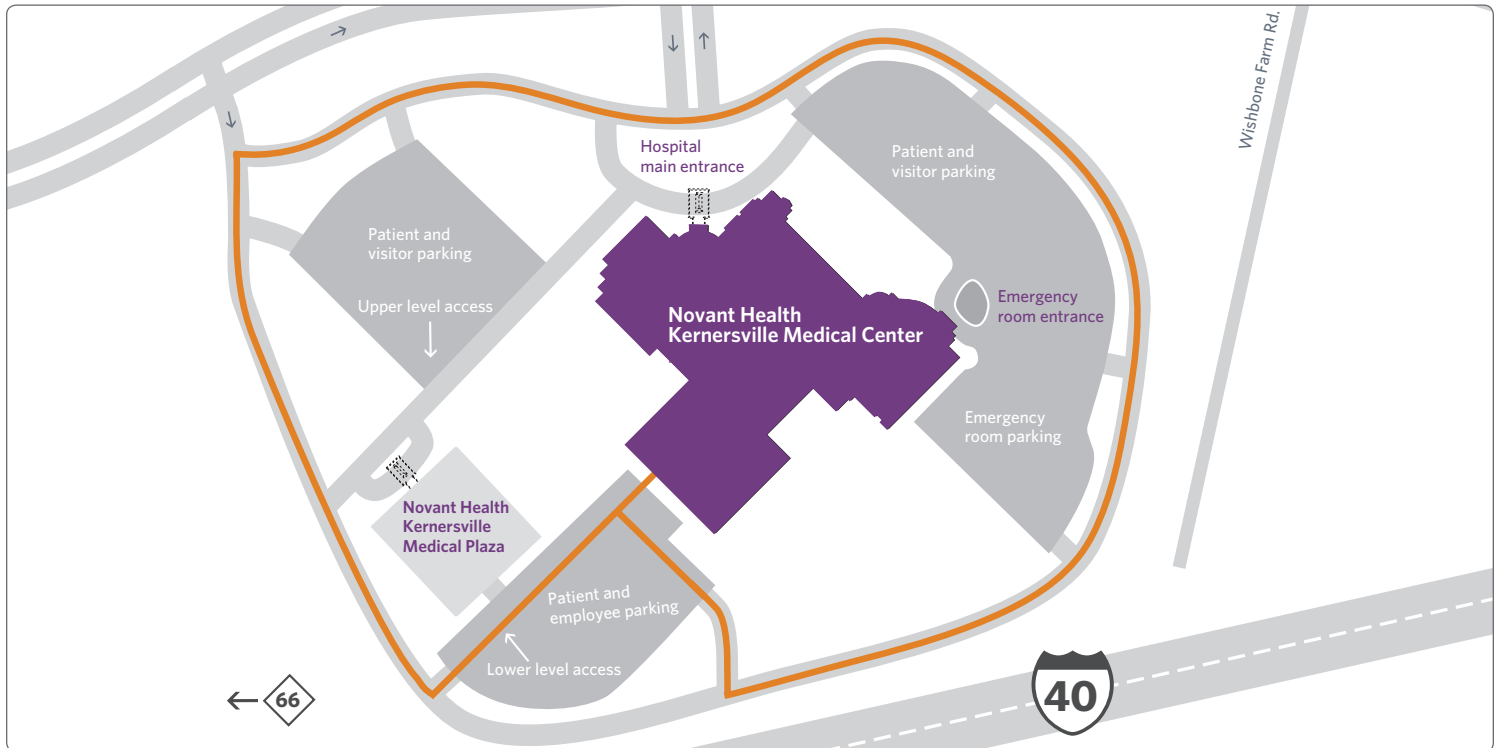 Wishbone Farm Rd.
Hospital
main entrance
Patient and
visitor parking
Patient and
visitor parking
Upper level access
Emergency
room entrance
Novant Health
Kernersville Medical Center
Emergency
room parking
Novant Health
Kernersville
Medical Plaza
Patient and
employee parking
Lower level access
66
40